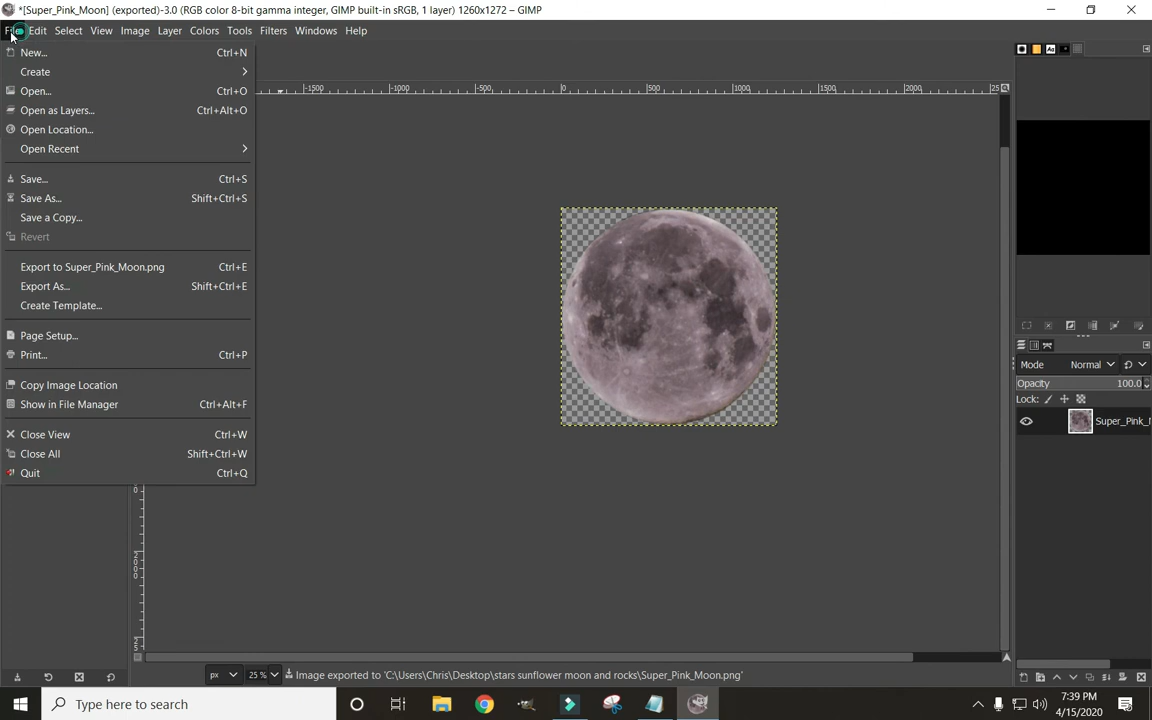 *[Super_Pink_Moon] (exported)-3.0 (RGB color 8-bit gamma integer, GIMP built-in sRGB, 1 layer) 1260x1272 – GIMP
File Edit Select View Image Layer Colors Tools Filters Windows Help
New... Ctrl+N
Create
Open... Ctrl+O
Open as Layers... Ctrl+Alt+O
Open Location...
Open Recent
Save... Ctrl+S
Save As... Shift+Ctrl+S
Save a Copy...
Revert
Export to Super_Pink_Moon.png Ctrl+E
Export As... Shift+Ctrl+E
Create Template...
Page Setup...
Print... Ctrl+P
Copy Image Location
Show in File Manager Ctrl+Alt+F
Close View Ctrl+W
Close All Shift+Ctrl+W
Quit Ctrl+Q
-1500 -1000 -500 0 500 1000 1500 2000 25
Mode Normal
Opacity 100.0
Lock:
Super_Pink_
px 25 % Image exported to 'C:\Users\Chris\Desktop\stars sunflower moon and rocks\Super_Pink_Moon.png'
Type here to search
7:39 PM
4/15/2020